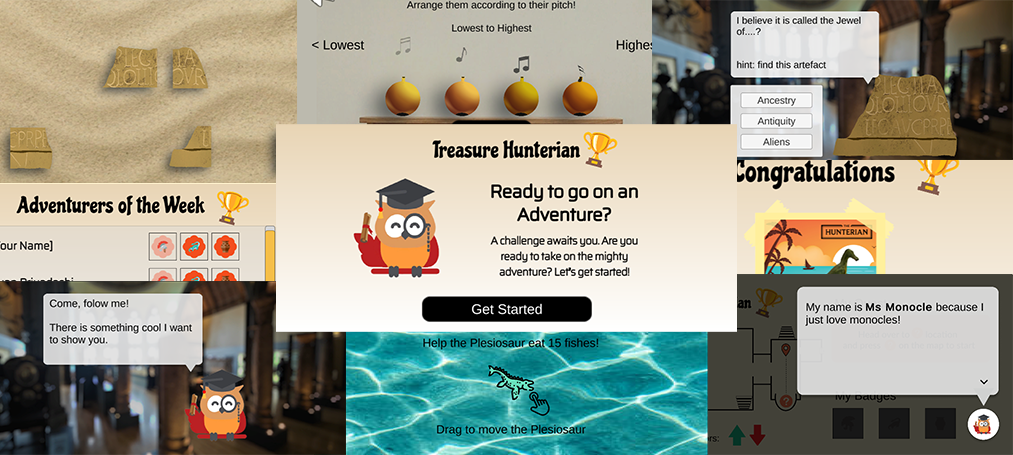 Arrange them according to their pitch!
Lowest to Highest
< Lowest
Highes
I believe it is called the Jewel
of....?
hint: find this artefact
Ancestry
Antiquity
Aliens
Treasure Hunterian
Ready to go on an
Adventure?
A challenge awaits you. Are you
ready to take on the mighty
adventure? Let's get started!
Get Started
Adventurers of the Week
our Name]
Congratulations
THE
HUNTERIAN
Come, folow me!
There is something cool I want
to show you.
Help the Plesiosaur eat 15 fishes!
Drag to move the Plesiosaur
My name is Ms Monocle because I
just love monocles!
My Badges